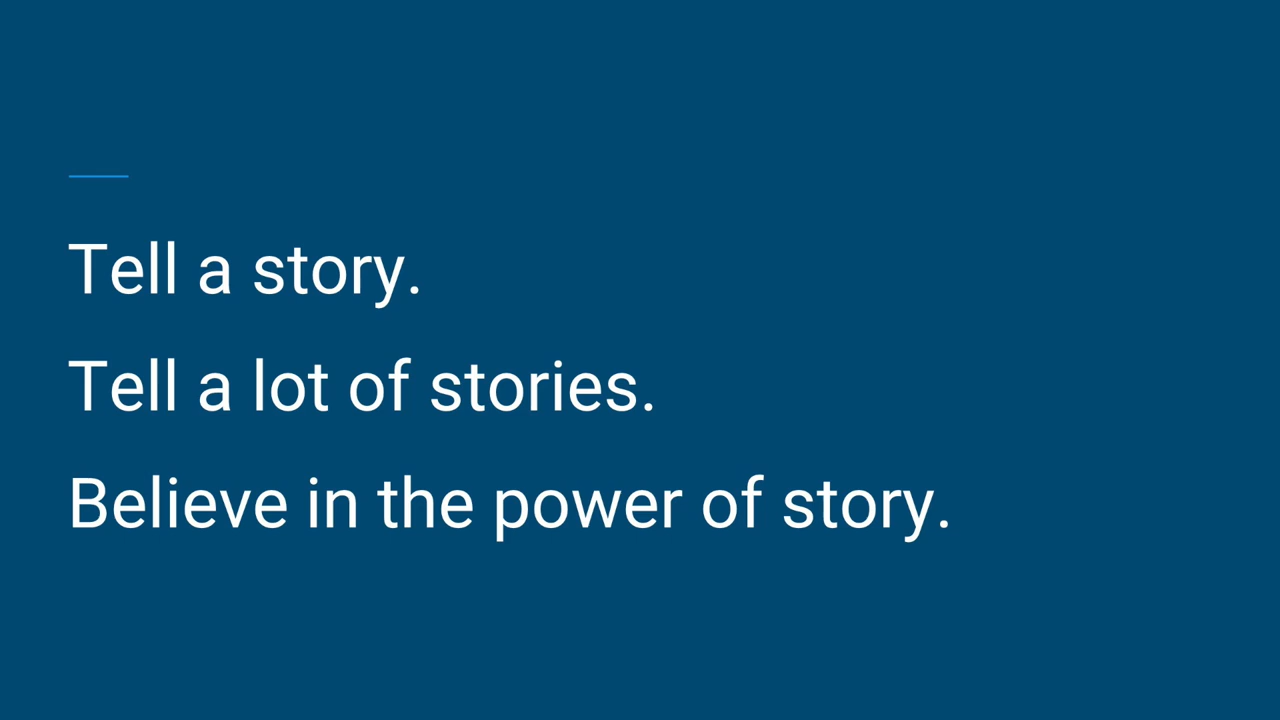 Tell a story.
Tell a lot of stories.
Believe in the power of story.